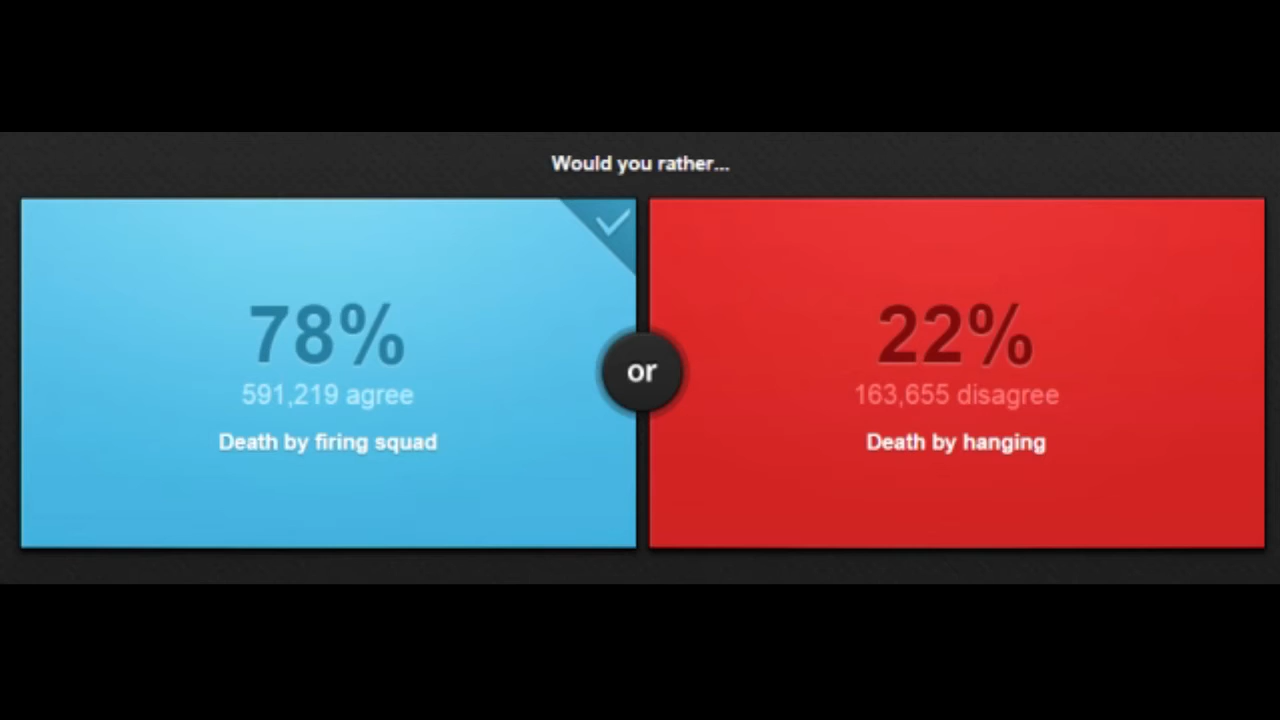 Would you rather...
78%
591,219 agree
Death by firing squad
or
22%
163,655 disagree
Death by hanging